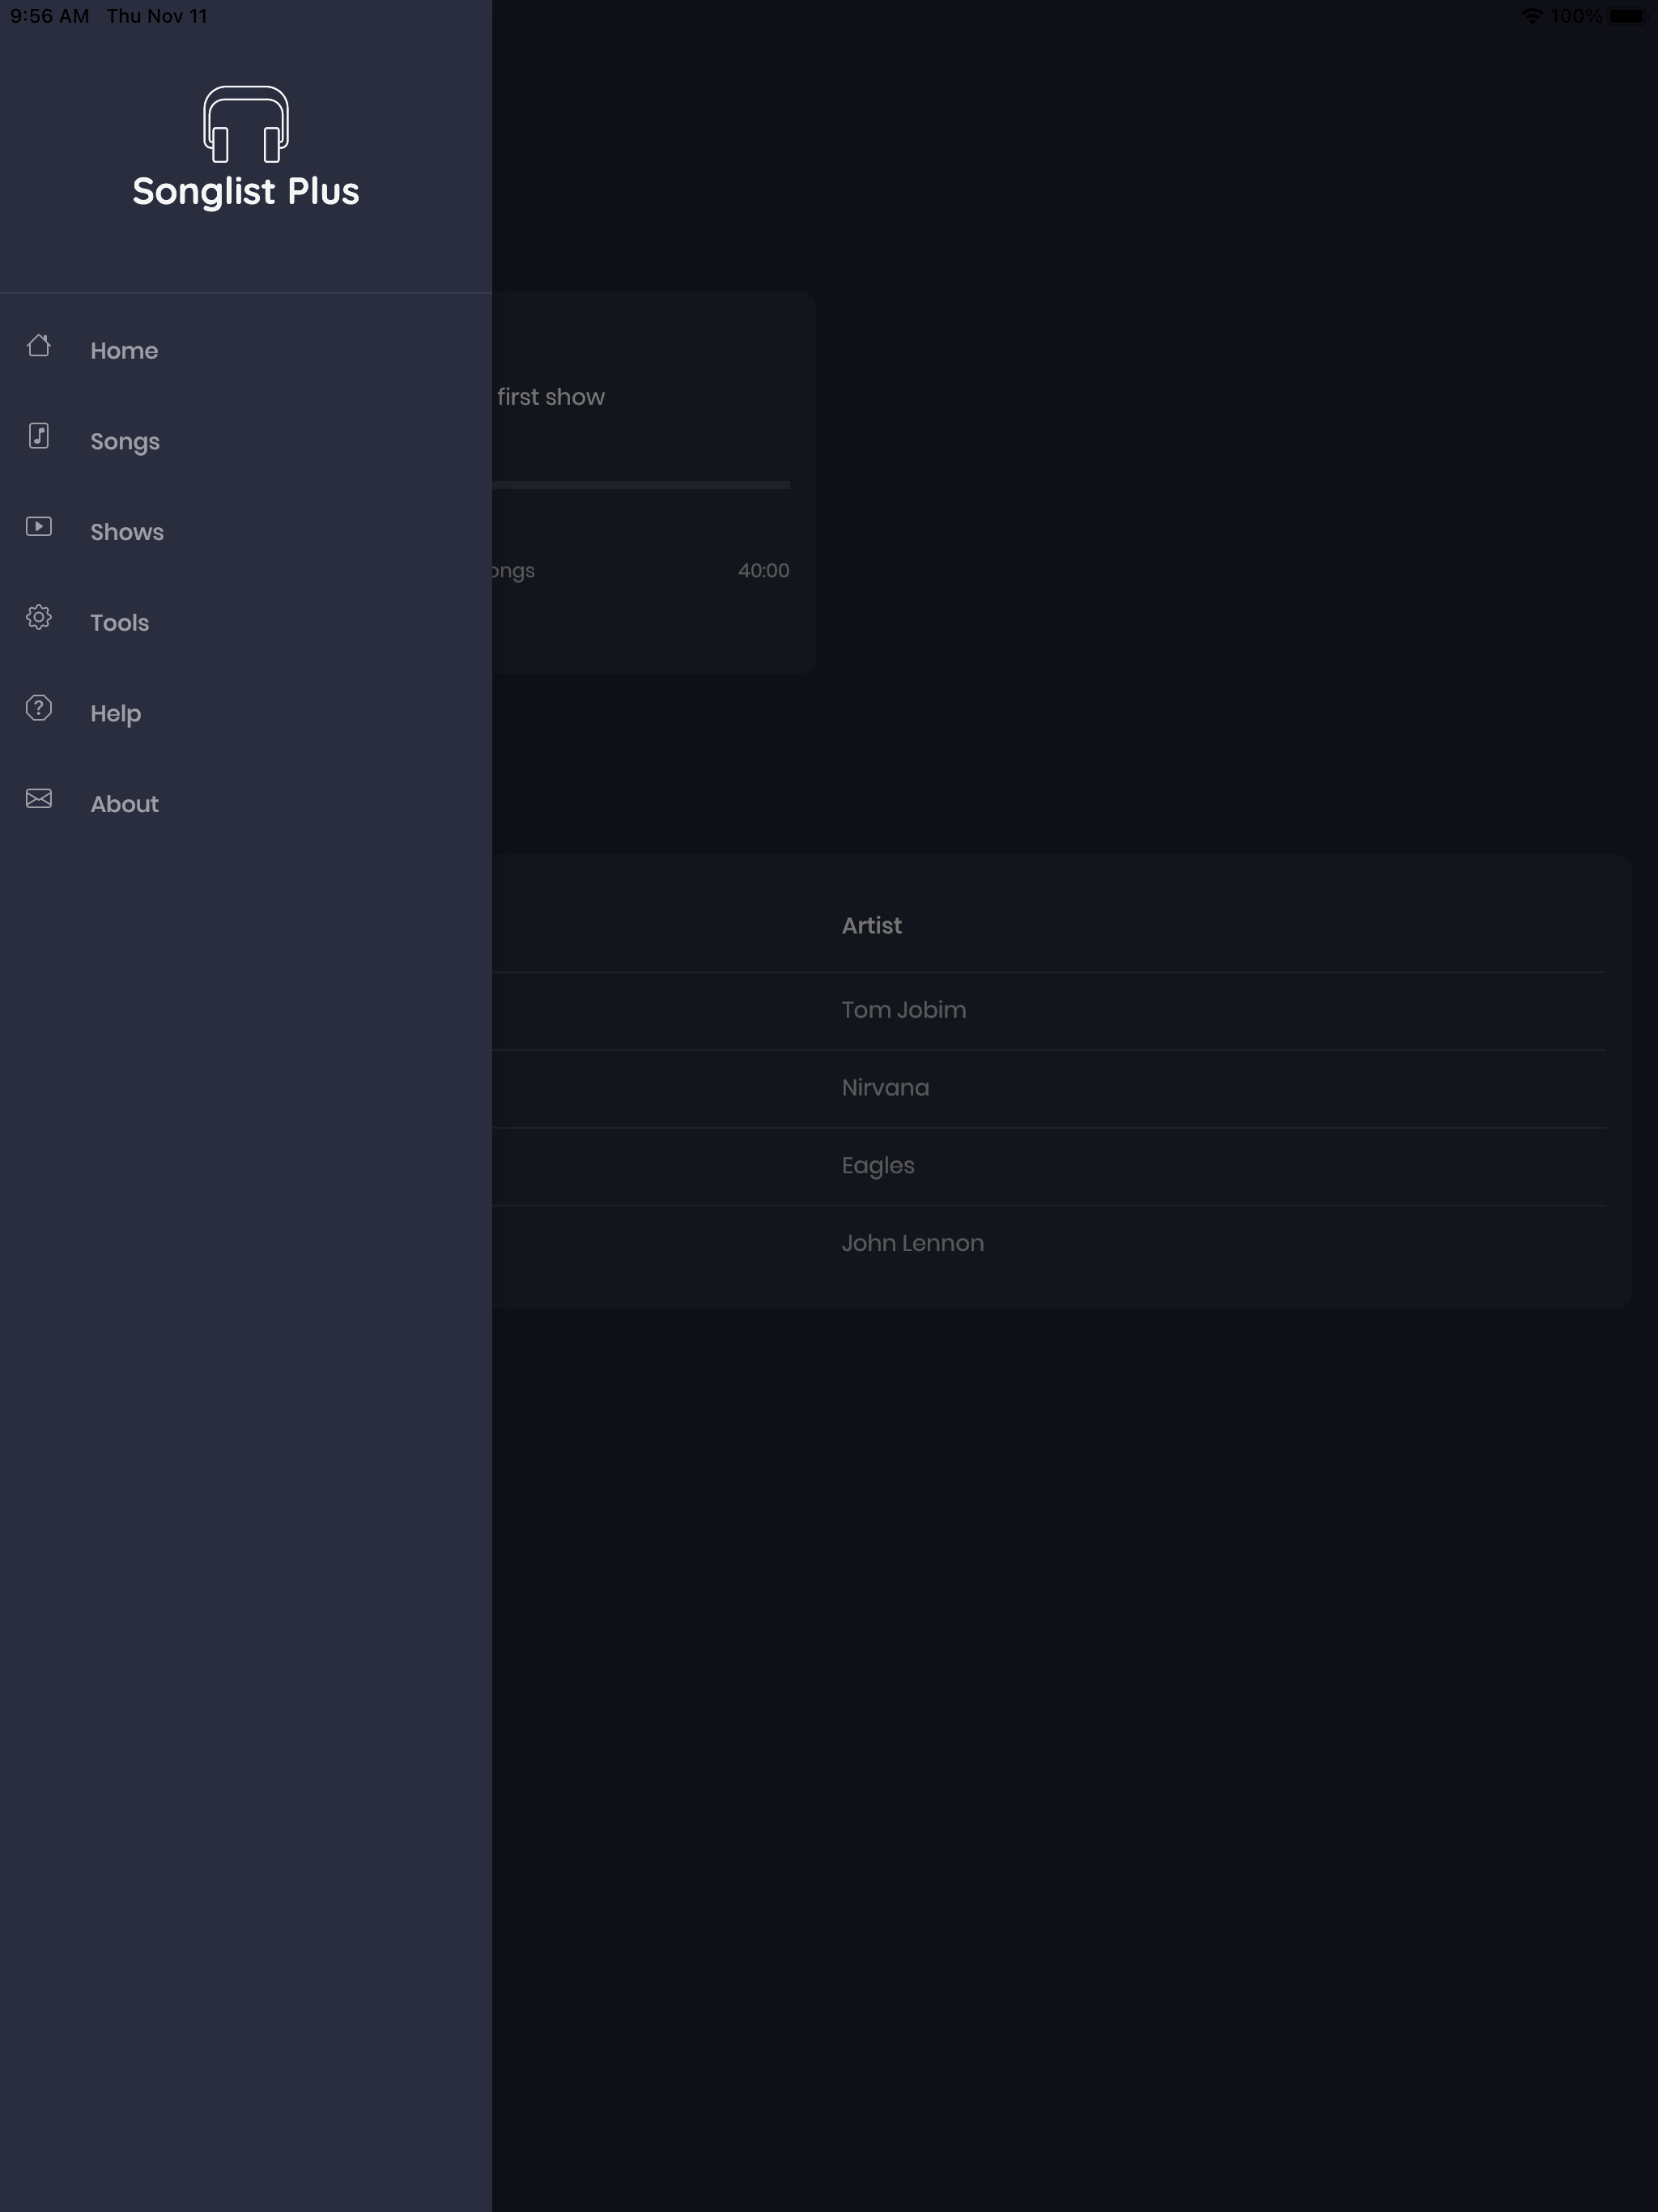 9:56 AM Thu Nov 11 100%
Songlist Plus
Home
first show
Songs
Shows
40:00
Tools
Help
About
Artist
Tom Jobim
Nirvana
Eagles
John Lennon